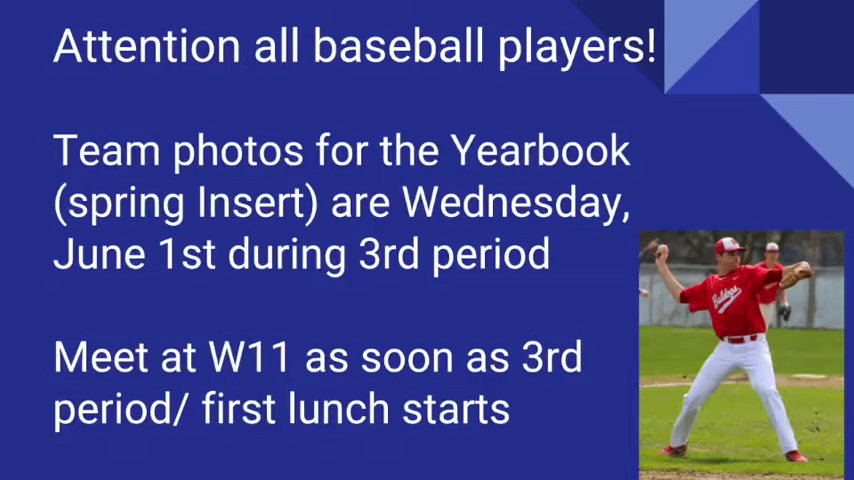 Attention all baseball players!
Team photos for the Yearbook
(spring Insert) are Wednesday,
June 1st during 3rd period
Meet at W11 as soon as 3rd
period/ first lunch starts
Bulldogs